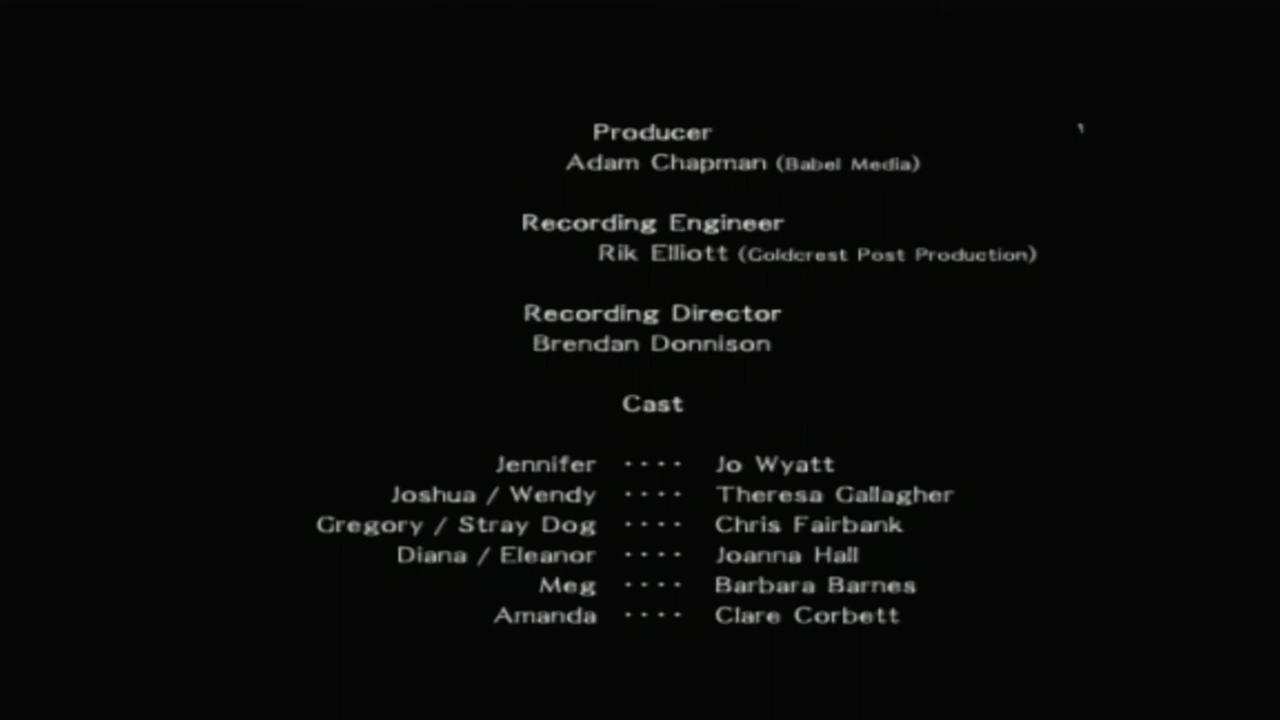 Producer
Adam Chapman (Babel Media)
Recording Engineer
Rik Elliott (Goldcrest Post Production)
Recording Director
Brendan Donnison
Cast
Jennifer .... Jo Wyatt
Joshua / Wendy .... Theresa Gallagher
Gregory / Stray Dog .... Chris Fairbank
Diana / Eleanor .... Joanna Hall
Meg .... Barbara Barnes
Amanda .... Clare Corbett